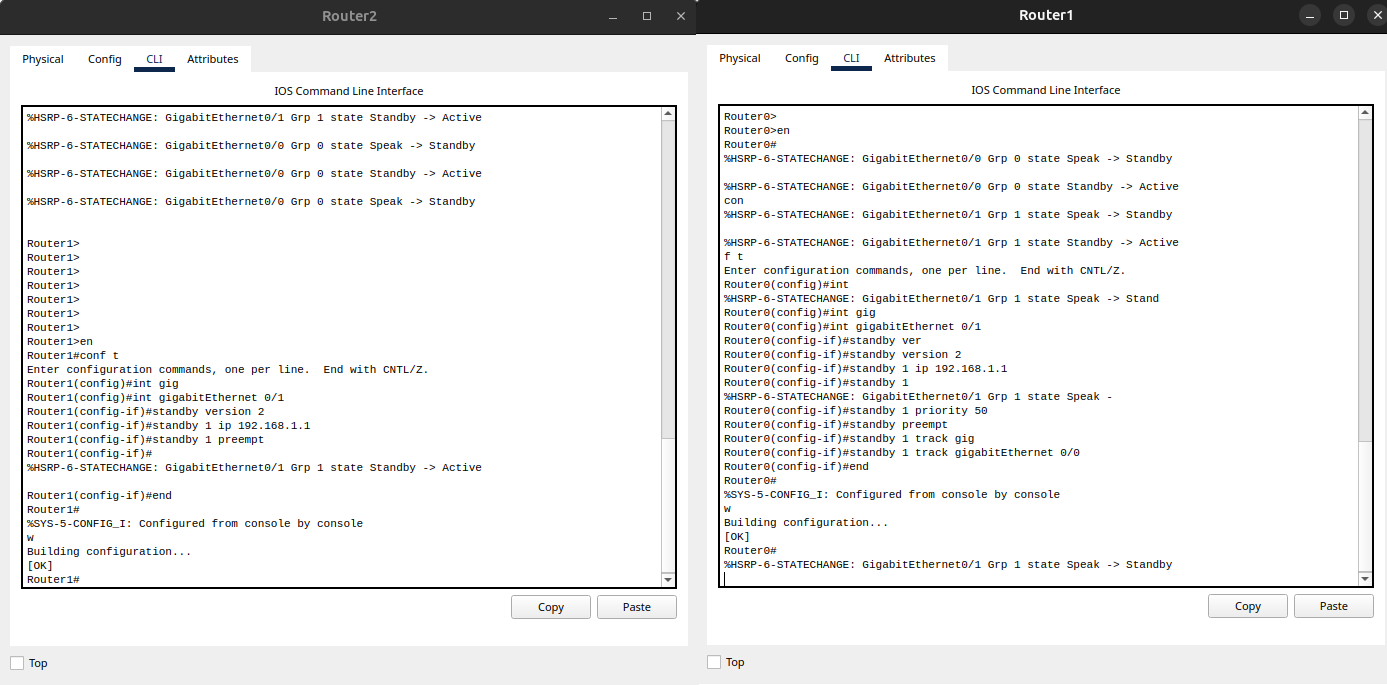 Router2
Physical Config CLI Attributes
IOS Command Line Interface
%HSRP-6-STATECHANGE: GigabitEthernet0/1 Grp 1 state Standby -> Active
%HSRP-6-STATECHANGE: GigabitEthernet0/0 Grp 0 state Speak -> Standby
%HSRP-6-STATECHANGE: GigabitEthernet0/0 Grp 0 state Standby -> Active
%HSRP-6-STATECHANGE: GigabitEthernet0/0 Grp 0 state Speak -> Standby
Router1>
Router1>
Router1>
Router1>
Router1>
Router1>
Router1>
Router1>en
Router1#conf t
Enter configuration commands, one per line.  End with CNTL/Z.
Router1(config)#int gig
Router1(config)#int gigabitEthernet 0/1
Router1(config-if)#standby version 2
Router1(config-if)#standby 1 ip 192.168.1.1
Router1(config-if)#standby 1 preempt
Router1(config-if)#
%HSRP-6-STATECHANGE: GigabitEthernet0/1 Grp 1 state Standby -> Active
Router1(config-if)#end
Router1#
%SYS-5-CONFIG_I: Configured from console by console
w
Building configuration...
[OK]
Router1#
Copy Paste
Top
Router1
Physical Config CLI Attributes
IOS Command Line Interface
Router0>
Router0>en
Router0#
%HSRP-6-STATECHANGE: GigabitEthernet0/0 Grp 0 state Speak -> Standby
%HSRP-6-STATECHANGE: GigabitEthernet0/0 Grp 0 state Standby -> Active
con
%HSRP-6-STATECHANGE: GigabitEthernet0/1 Grp 1 state Speak -> Standby
%HSRP-6-STATECHANGE: GigabitEthernet0/1 Grp 1 state Standby -> Active
f t
Enter configuration commands, one per line.  End with CNTL/Z.
Router0(config)#int
%HSRP-6-STATECHANGE: GigabitEthernet0/1 Grp 1 state Speak -> Stand
Router0(config)#int gig
Router0(config)#int gigabitEthernet 0/1
Router0(config-if)#standby ver
Router0(config-if)#standby version 2
Router0(config-if)#standby 1 ip 192.168.1.1
Router0(config-if)#standby 1
%HSRP-6-STATECHANGE: GigabitEthernet0/1 Grp 1 state Speak -
Router0(config-if)#standby 1 priority 50
Router0(config-if)#standby preempt
Router0(config-if)#standby 1 track gig
Router0(config-if)#standby 1 track gigabitEthernet 0/0
Router0(config-if)#end
Router0#
%SYS-5-CONFIG_I: Configured from console by console
w
Building configuration...
[OK]
Router0#
%HSRP-6-STATECHANGE: GigabitEthernet0/1 Grp 1 state Speak -> Standby
Copy Paste
Top